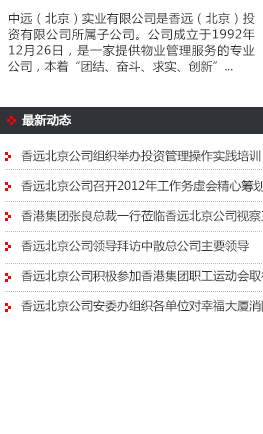 中远（北京）实业有限公司是香远（北京）投
资有限公司所属子公司。公司成立于1992年
12月26日，是一家提供物业管理服务的专业
公司，本着“团结、奋斗、求实、创新”...
最新动态
香远北京公司组织举办投资管理操作实践培训
香远北京公司召开2012年工作务虚会精心筹划
香港集团张良总裁一行莅临香远北京公司视察
香远北京公司领导拜访中散总公司主要领导
香远北京公司积极参加香港集团职工运动会取
香远北京公司安委办组织各单位对幸福大厦消